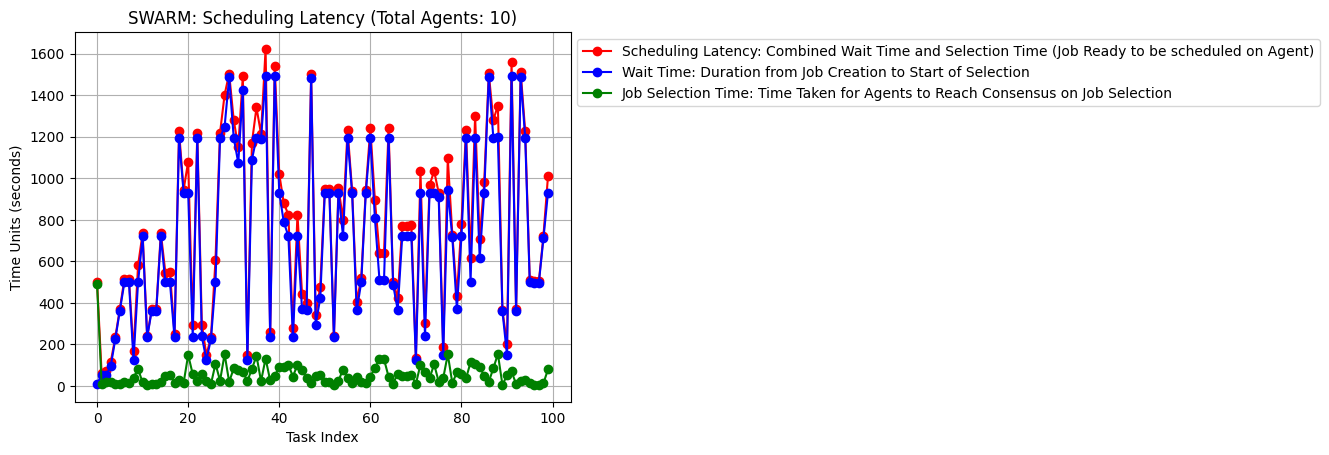 SWARM: Scheduling Latency (Total Agents: 10)
Scheduling Latency: Combined Wait Time and Selection Time (Job Ready to be scheduled on Agent)
Wait Time: Duration from Job Creation to Start of Selection
Job Selection Time: Time Taken for Agents to Reach Consensus on Job Selection
Time Units (seconds)
1600
1400
1200
1000
800
600
400
200
0
0 20 40 60 80 100
Task Index